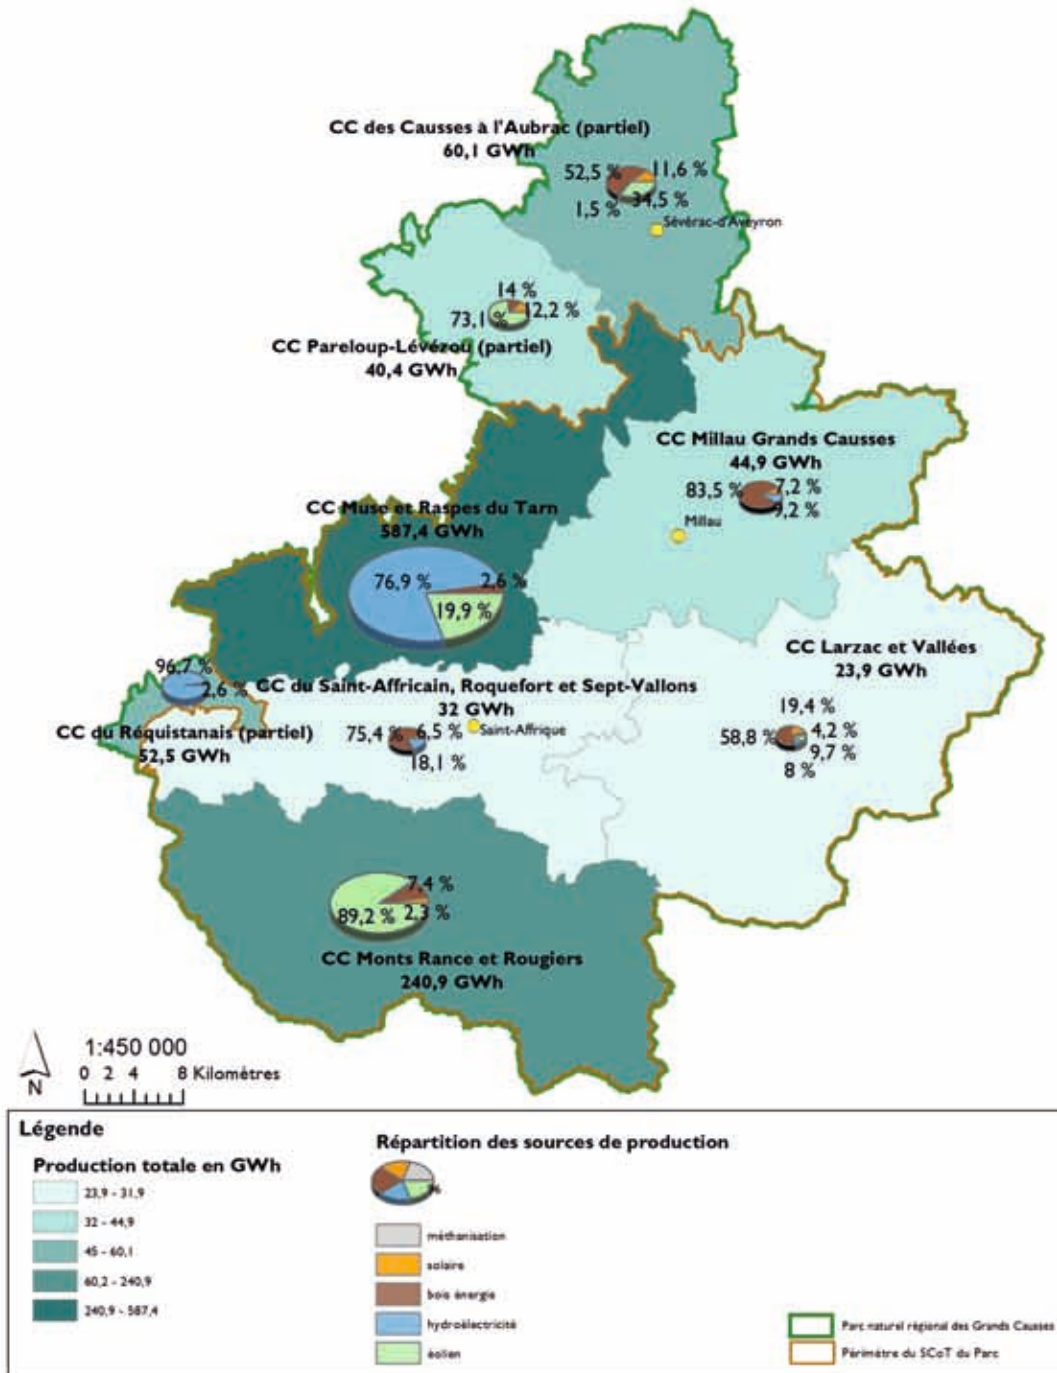 CC des Causses à l'Aubrac (partiel)
60,1 GWh
52,5 %
11,6 %
1,5 %
34,5 %
Sévérac-d'Aveyron
14 %
73,1 %
12,2 %
CC Pareloup-Lévézou (partiel)
40,4 GWh
CC Millau Grands Causses
44,9 GWh
83,5 %
7,2 %
9,2 %
Millau
CC Muse et Raspes du Tarn
587,4 GWh
76,9 %
2,6 %
19,9 %
CC Larzac et Vallées
23,9 GWh
19,4 %
58,8 %
4,2 %
9,7 %
8 %
96,7 %
2,6 %
CC du Réquistanais (partiel)
52,5 GWh
CC du Saint-Affricain, Roquefort et Sept-Vallons
32 GWh
75,4 %
6,5 %
18,1 %
Saint-Affrique
7,4 %
89,2 %
2,3 %
CC Monts Rance et Rougiers
240,9 GWh
N
1:450 000
0 2 4 8 Kilomètres
Légende
Production totale en GWh
23,9 - 31,9
32 - 44,9
45 - 60,1
60,2 - 240,9
240,9 - 587,4
Répartition des sources de production
%
méthanisation
solaire
bois énergie
hydroélectricité
éolien
Parc naturel régional des Grands Causses
Périmètre du SCoT du Parc